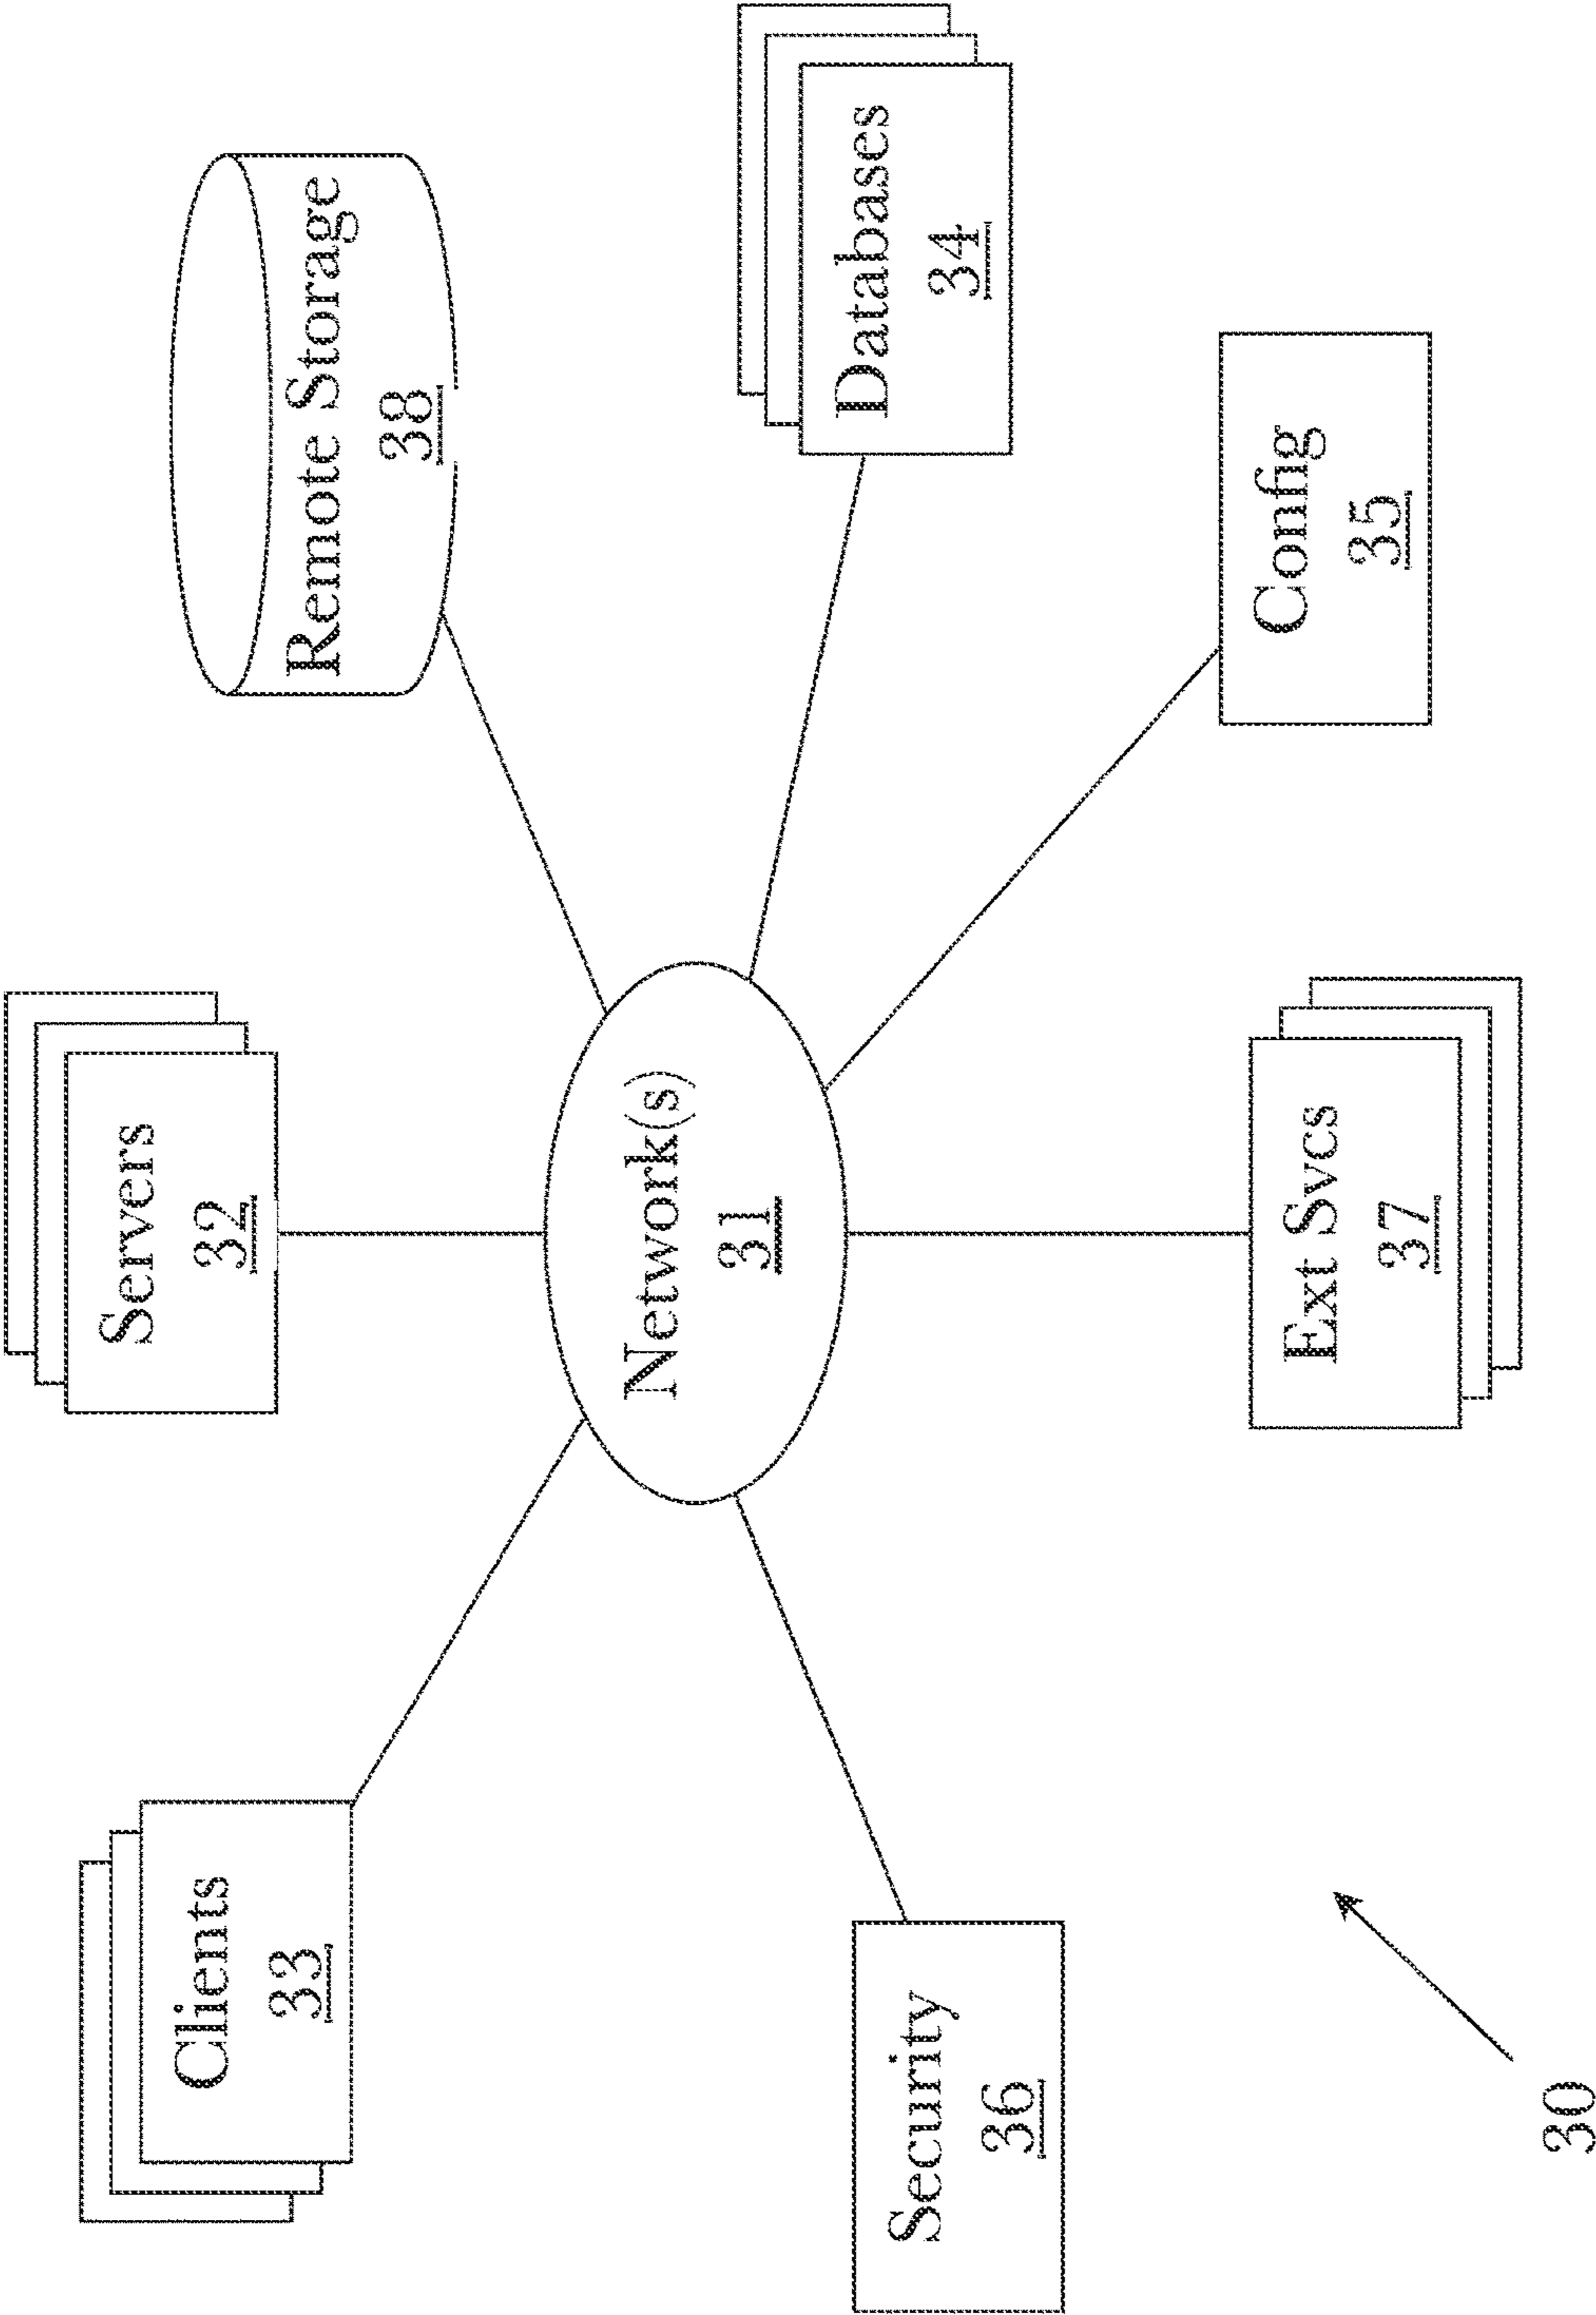 Clients
33
Servers
32
Remote Storage
38
Network(s)
31
Databases
34
Security
36
Ext Svcs
37
Config
35
30